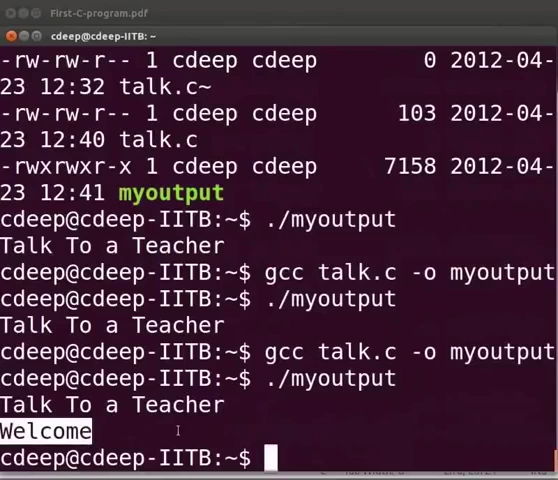 First-C-program.pdf
cdeep@cdeep-IITB: ~
-rw-rw-r-- 1 cdeep cdeep 0 2012-04-
23 12:32 talk.c~
-rw-rw-r-- 1 cdeep cdeep 103 2012-04-
23 12:40 talk.c
-rwxrwxr-x 1 cdeep cdeep 7158 2012-04-
23 12:41 myoutput
cdeep@cdeep-IITB:~$ ./myoutput
Talk To a Teacher
cdeep@cdeep-IITB:~$ gcc talk.c -o myoutput
cdeep@cdeep-IITB:~$ ./myoutput
Talk To a Teacher
cdeep@cdeep-IITB:~$ gcc talk.c -o myoutput
cdeep@cdeep-IITB:~$ ./myoutput
Talk To a Teacher
Welcome
cdeep@cdeep-IITB:~$